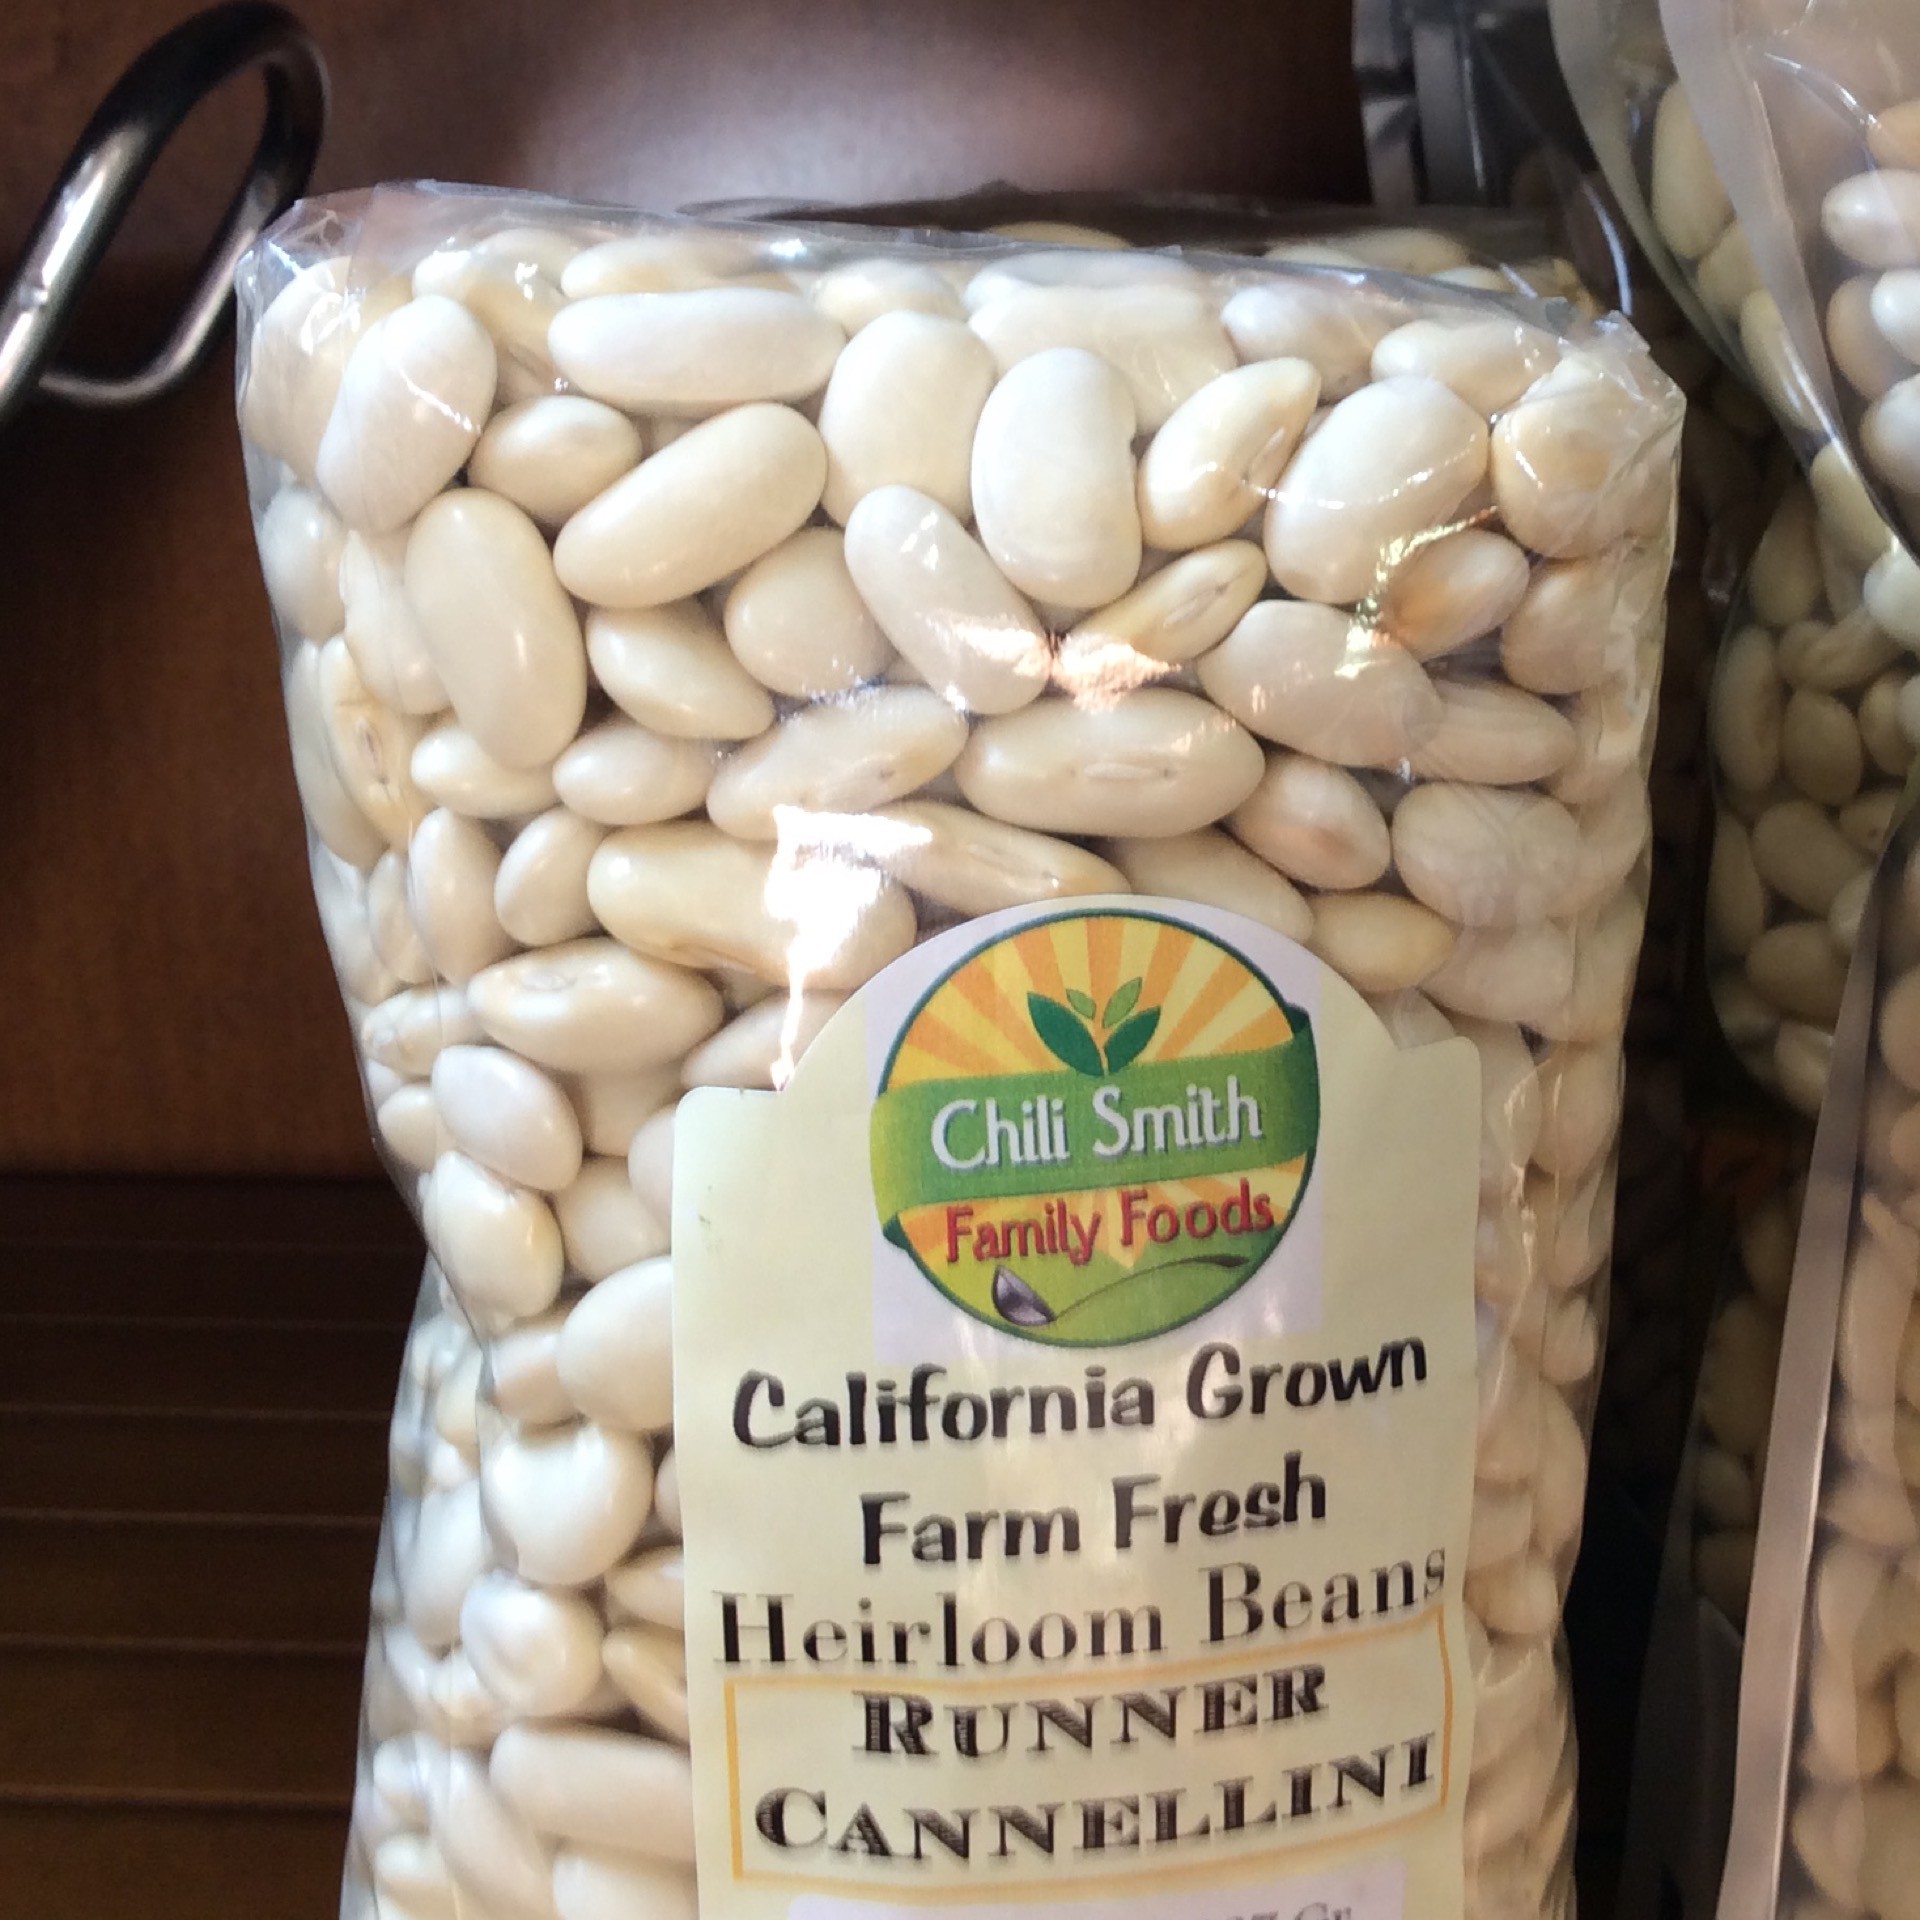 Chili Smith
Family Foods
California Grown
Farm Fresh
Heirloom Beans
RUNNER
CANNELLINI